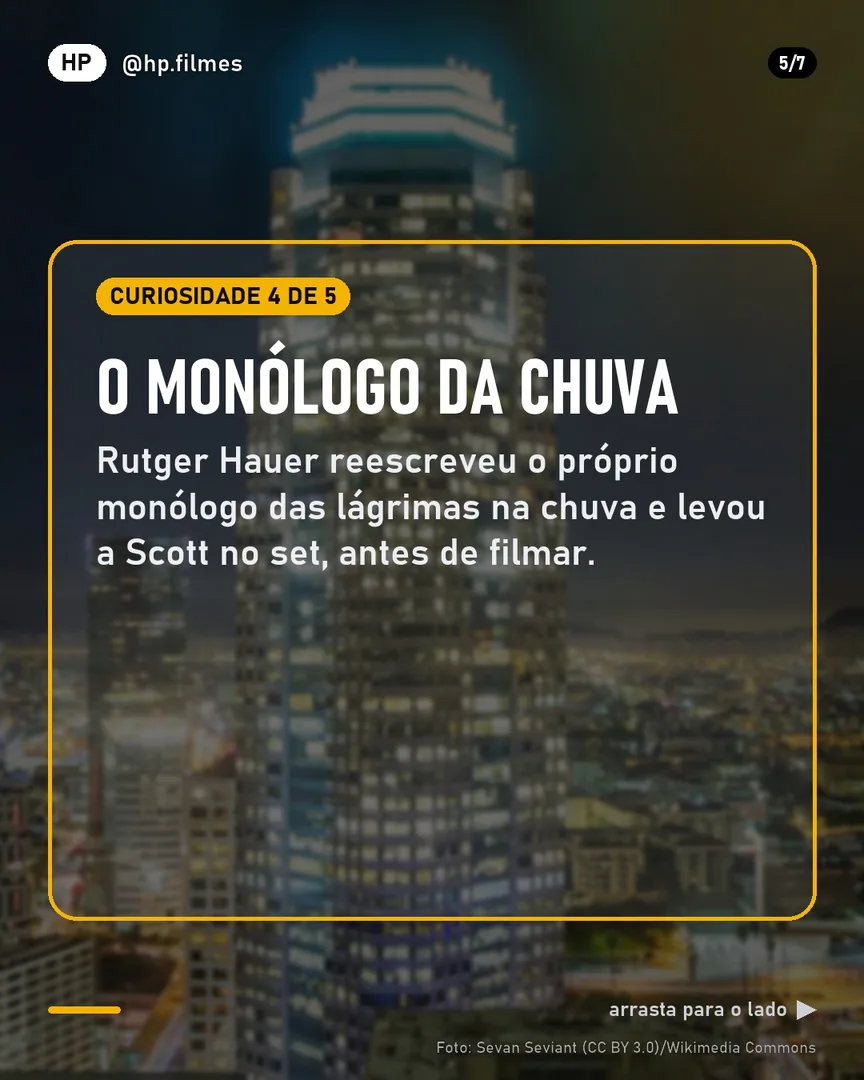 HP @hp.filmes
5/7
CURIOSIDADE 4 DE 5
O MONÓLOGO DA CHUVA
Rutger Hauer reescreveu o próprio
monólogo das lágrimas na chuva e levou
a Scott no set, antes de filmar.
arrasta para o lado ▶
Foto: Sevan Seviant (CC BY 3.0)/Wikimedia Commons